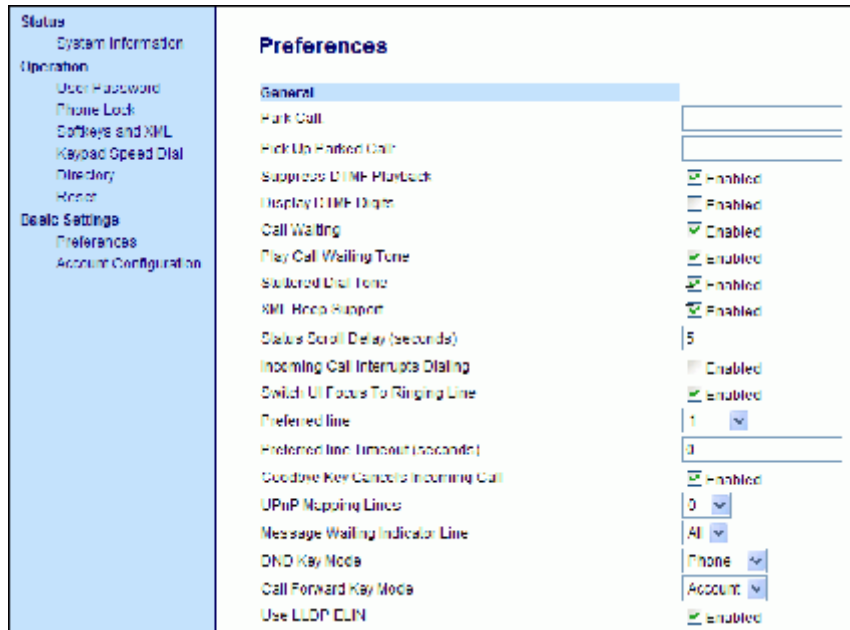 Status
System Information
Operation
User Password
Phone Lock
Softkeys and XML
Keypad Speed Dial
Directory
Reset
Basic Settings
Preferences
Account Configuration
Preferences
General
Park Call:
Pick Up Parked Call:
Suppress DTMF Playback Enabled
Display DTMF Digits Enabled
Call Waiting Enabled
Play Call Waiting Tone Enabled
Stuttered Dial Tone Enabled
XML Beep Support Enabled
Status Scroll Delay (seconds) 5
Incoming Call Interrupts Dialing Enabled
Switch UI Focus To Ringing Line Enabled
Preferred line 1
Preferred line Timeout (seconds) 0
Goodbye Key Cancels Incoming Call Enabled
UPnP Mapping Lines 0
Message Waiting Indicator Line All
DND Key Mode Phone
Call Forward Key Mode Account
Use LLDP ELIN Enabled